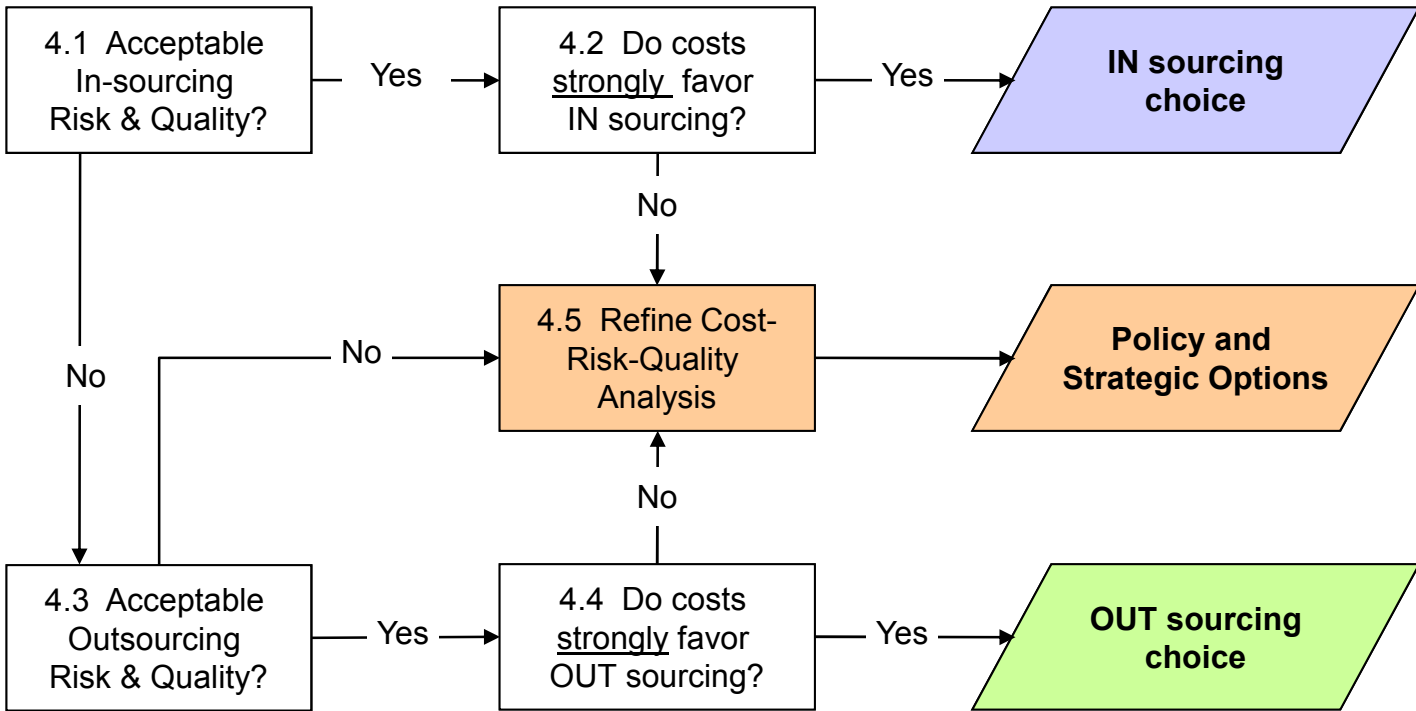 4.1 Acceptable
In-sourcing
Risk & Quality?
Yes
4.2 Do costs
strongly favor
IN sourcing?
Yes
IN sourcing
choice
No
No
4.5 Refine Cost-
Risk-Quality
Analysis
Policy and
Strategic Options
No
No
4.3 Acceptable
Outsourcing
Risk & Quality?
Yes
4.4 Do costs
strongly favor
OUT sourcing?
Yes
OUT sourcing
choice